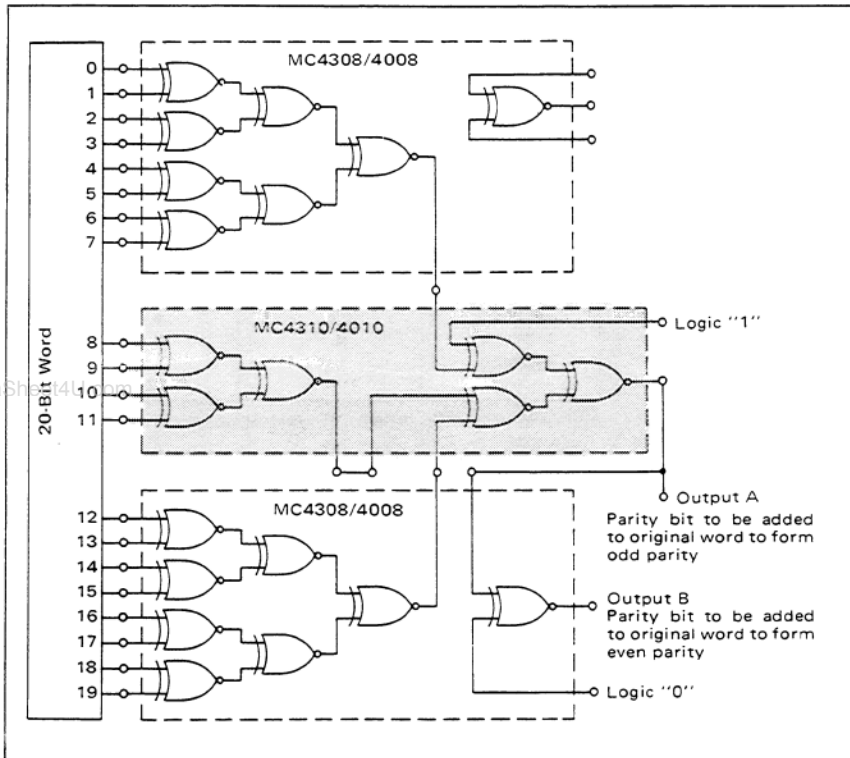 MC4308/4008
0
1
2
3
4
5
6
7
20-Bit Word
MC4310/4010
Logic "1"
8
9
10
11
Output A
Parity bit to be added
to original word to form
odd parity
MC4308/4008
12
13
14
15
16
17
18
19
Output B
Parity bit to be added
to original word to form
even parity
Logic "0"